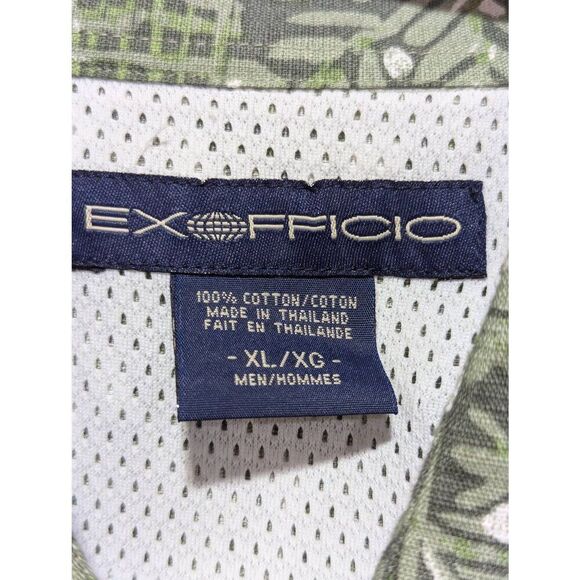 EXOFFICIO
100% COTTON/COTON
MADE IN THAILAND
FAIT EN THAILANDE
- XL/XG -
MEN/HOMMES